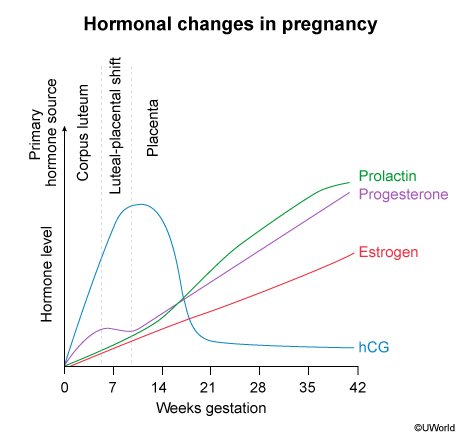 Hormonal changes in pregnancy
Primary
hormone source
Corpus luteum
Luteal-placental shift
Placenta
Hormone level
Prolactin
Progesterone
Estrogen
hCG
0 7 14 21 28 35 42
Weeks gestation
©UWorld